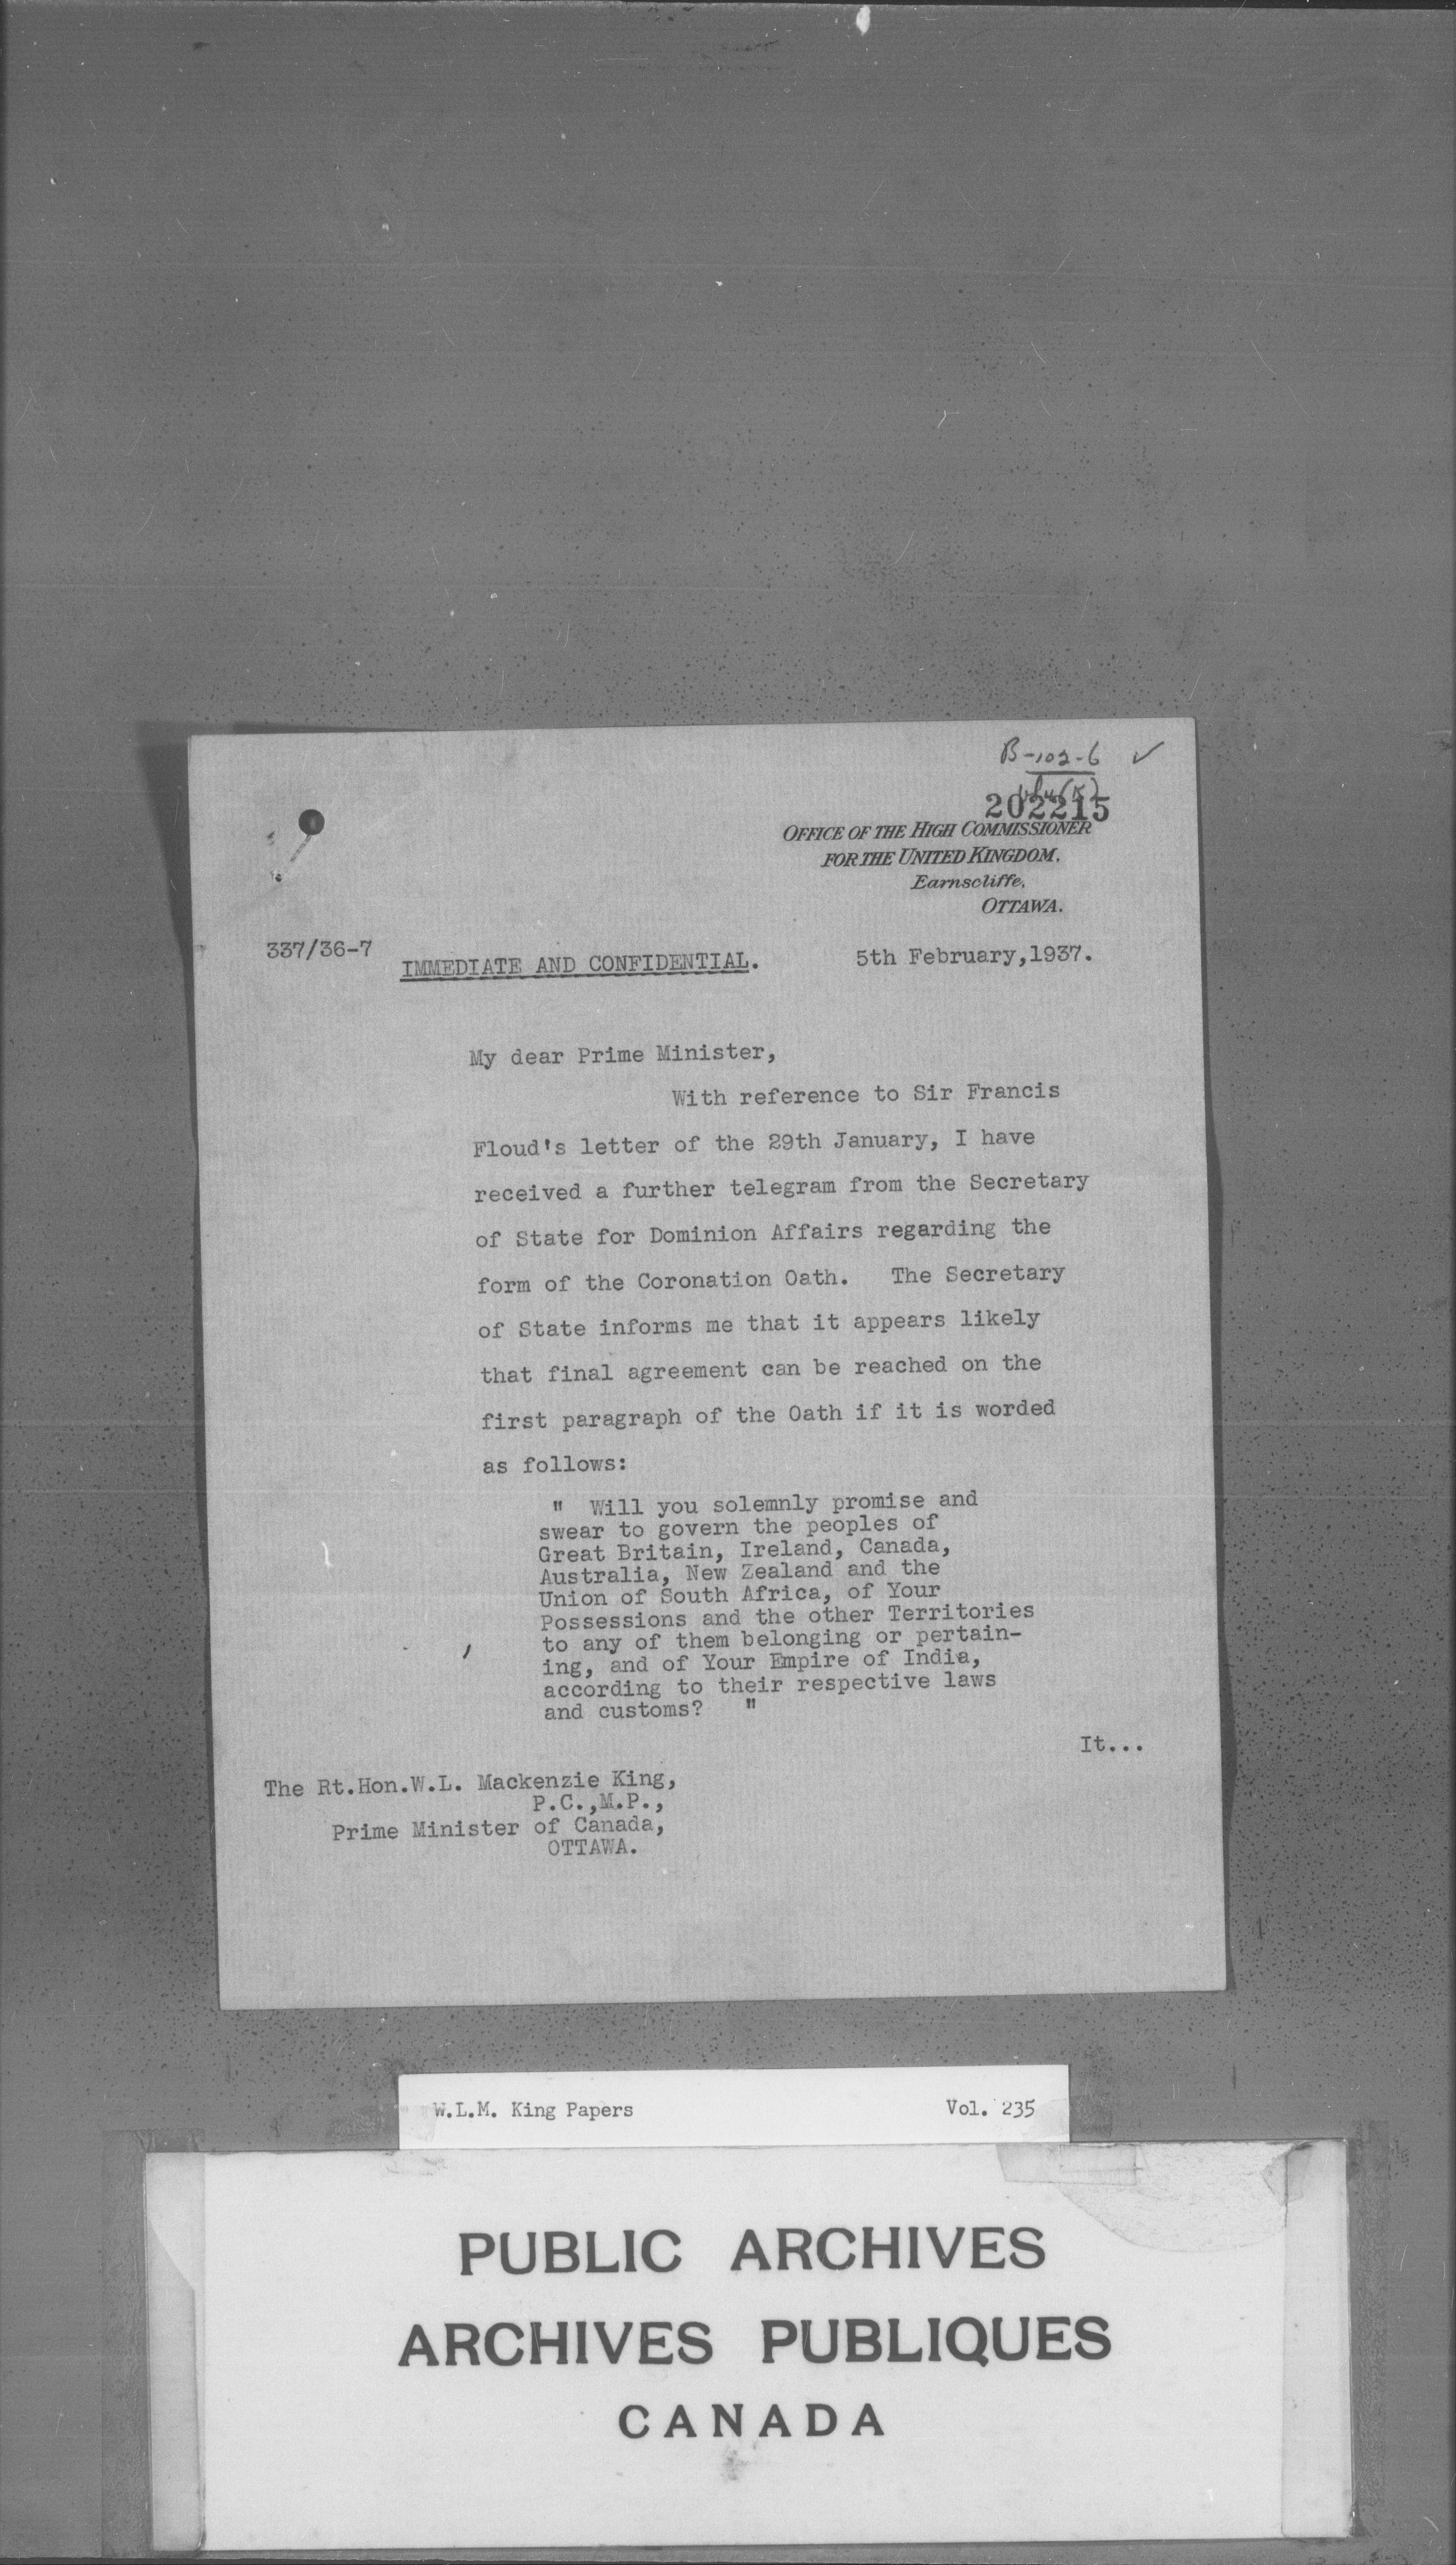 B-102-6 ✓
202215
OFFICE OF THE HIGH COMMISSIONER
FOR THE UNITED KINGDOM.
Earnscliffe,
OTTAWA.
337/36-7
IMMEDIATE AND CONFIDENTIAL.
5th February,1937.
My dear Prime Minister,
With reference to Sir Francis
Floud's letter of the 29th January, I have
received a further telegram from the Secretary
of State for Dominion Affairs regarding the
form of the Coronation Oath. The Secretary
of State informs me that it appears likely
that final agreement can be reached on the
first paragraph of the Oath if it is worded
as follows:
" Will you solemnly promise and
swear to govern the peoples of
Great Britain, Ireland, Canada,
Australia, New Zealand and the
Union of South Africa, of Your
Possessions and the other Territories
to any of them belonging or pertain-
ing, and of Your Empire of India,
according to their respective laws
and customs? "
It...
The Rt.Hon.W.L. Mackenzie King,
P.C.,M.P.,
Prime Minister of Canada,
OTTAWA.
W.L.M. King Papers Vol. 235
PUBLIC ARCHIVES
ARCHIVES PUBLIQUES
CANADA